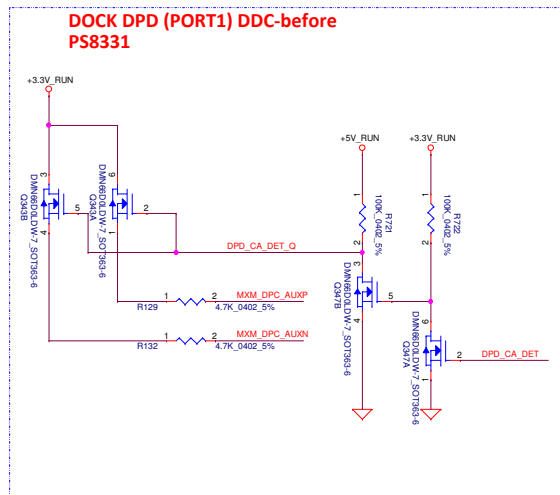 DOCK DPD (PORT1) DDC-before
PS8331
+3.3V_RUN
+5V_RUN
+3.3V_RUN
3
DMN66D0LDW-7_SOT363-6
Q343B
5
4
6
DMN66D0LDW-7_SOT363-6
Q343A
2
1
1
R721
100K_0402_5%
2
1
R722
100K_0402_5%
2
DPD_CA_DET_Q
3
DMN66D0LDW-7_SOT363-6
Q347B
5
4
6
DMN66D0LDW-7_SOT363-6
Q347A
2
1
DPD_CA_DET
1
2
MXM_DPC_AUXP
R129
4.7K_0402_5%
1
2
MXM_DPC_AUXN
R132
4.7K_0402_5%